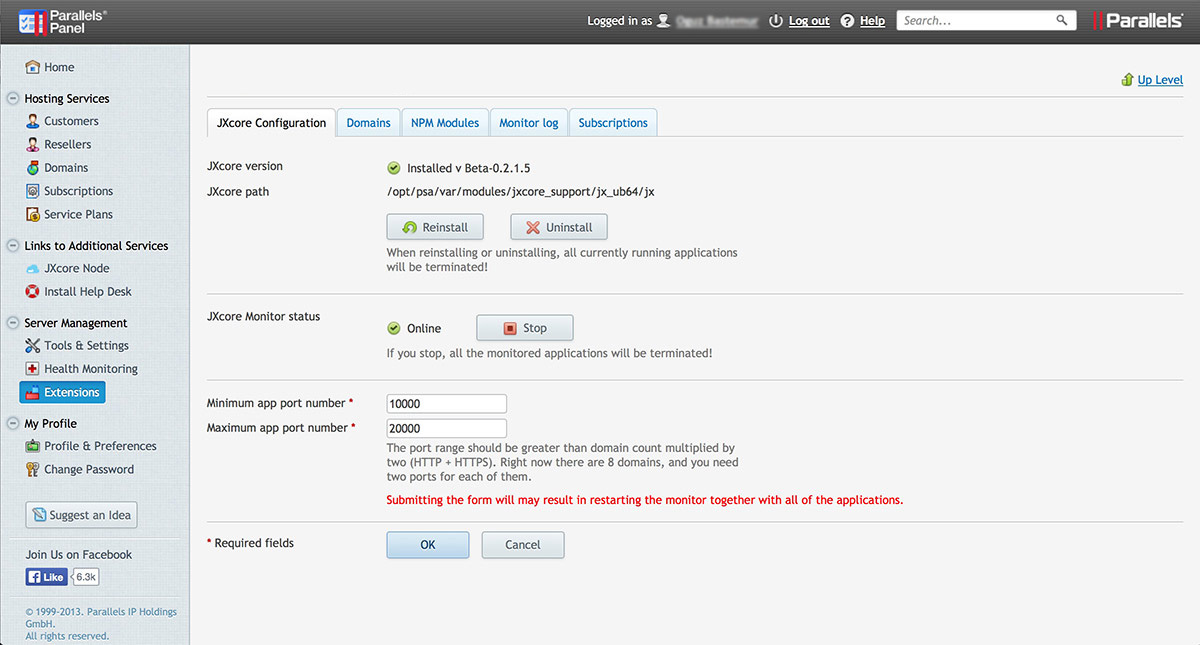 Parallels® Panel
Logged in as
Log out
Help
Search...
Parallels®
Home
Hosting Services
Customers
Resellers
Domains
Subscriptions
Service Plans
Links to Additional Services
JXcore Node
Install Help Desk
Server Management
Tools & Settings
Health Monitoring
Extensions
My Profile
Profile & Preferences
Change Password
Suggest an Idea
Join Us on Facebook
Like 6.3k
© 1999-2013. Parallels IP Holdings
GmbH.
All rights reserved.
Up Level
JXcore Configuration Domains NPM Modules Monitor log Subscriptions
JXcore version Installed v Beta-0.2.1.5
JXcore path /opt/psa/var/modules/jxcore_support/jx_ub64/jx
Reinstall Uninstall
When reinstalling or uninstalling, all currently running applications
will be terminated!
JXcore Monitor status
Online Stop
If you stop, all the monitored applications will be terminated!
Minimum app port number * 10000
Maximum app port number * 20000
The port range should be greater than domain count multiplied by
two (HTTP + HTTPS). Right now there are 8 domains, and you need
two ports for each of them.
Submitting the form will may result in restarting the monitor together with all of the applications.
* Required fields OK Cancel